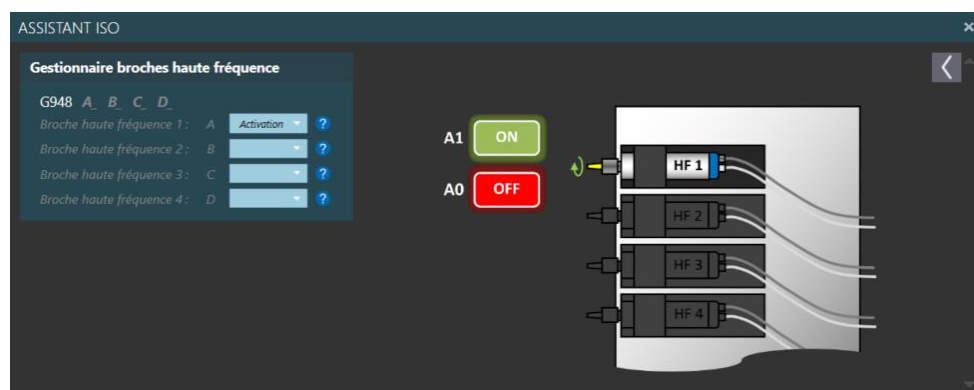 ASSISTANT ISO
Gestionnaire broches haute fréquence
G948 A_ B_ C_ D_
Broche haute fréquence 1 : A Activation ?
Broche haute fréquence 2 : B ?
Broche haute fréquence 3 : C ?
Broche haute fréquence 4 : D ?
A1 ON
A0 OFF
HF 1
HF 2
HF 3
HF 4